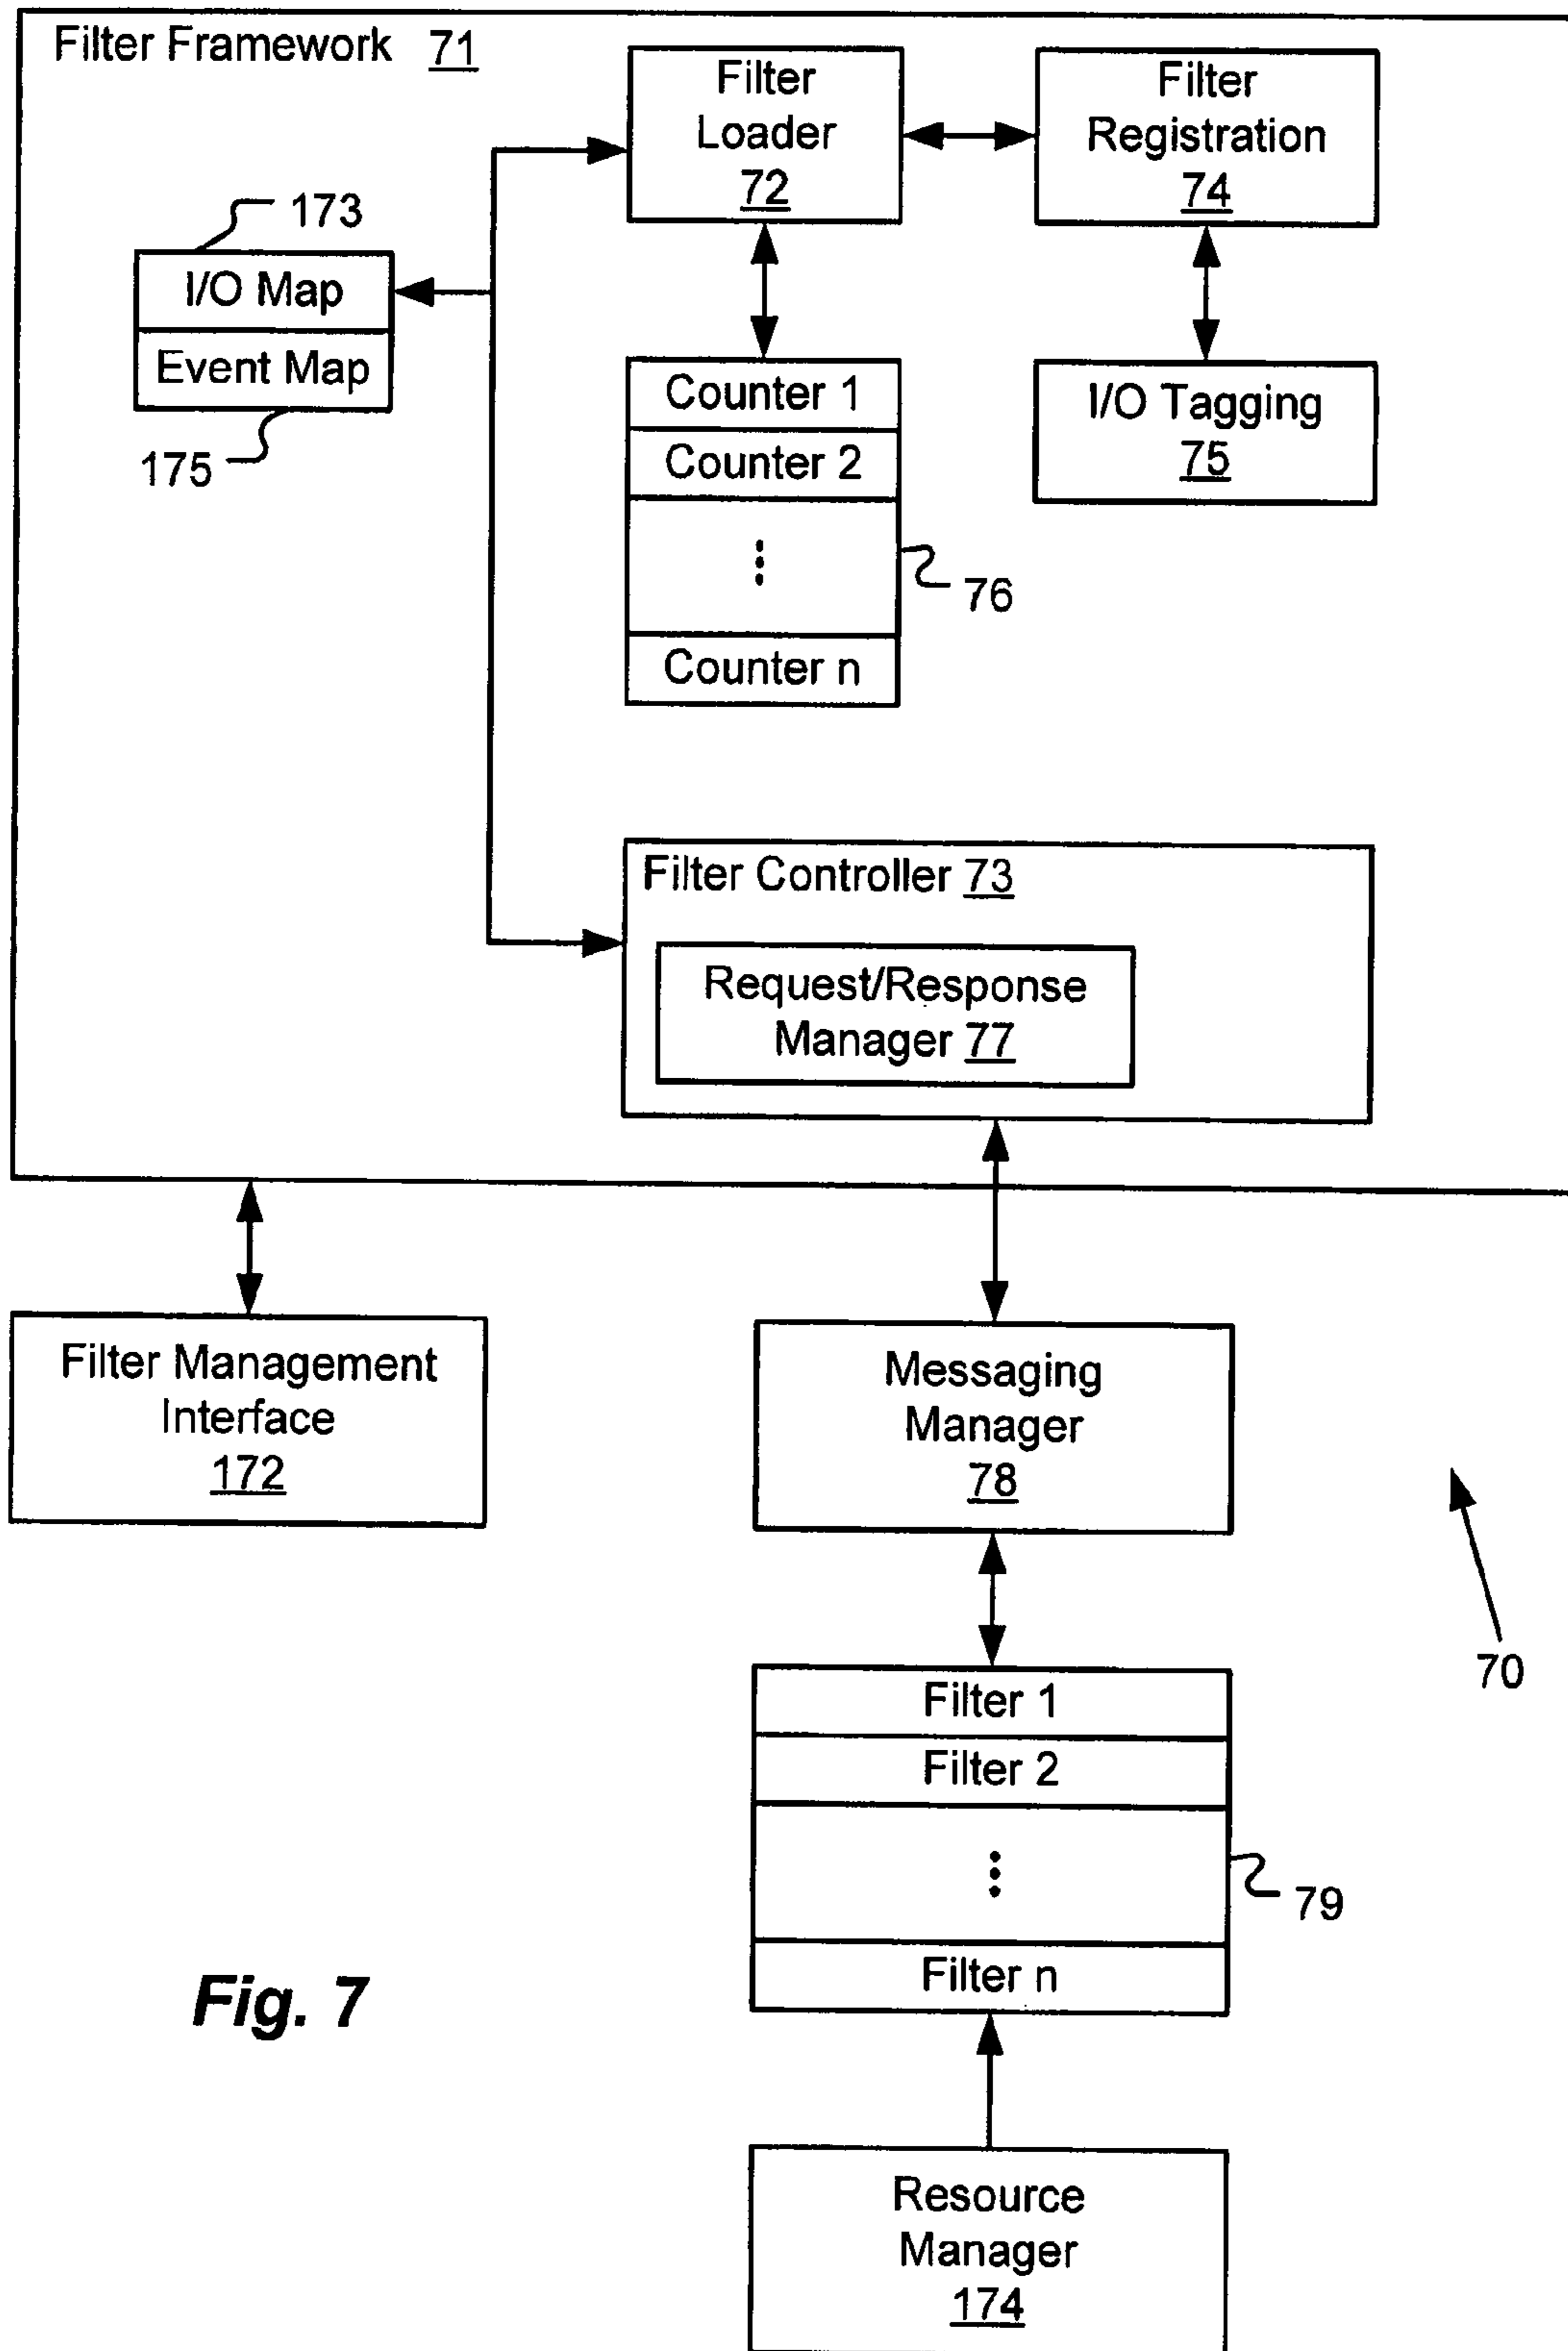 Filter Framework 71
Filter
Loader
72
Filter
Registration
74
173
I/O Map
Event Map
175
Counter 1
Counter 2
⋮
Counter n
76
I/O Tagging
75
Filter Controller 73
Request/Response
Manager 77
Filter Management
Interface
172
Messaging
Manager
78
70
Filter 1
Filter 2
⋮
Filter n
79
Fig. 7
Resource
Manager
174